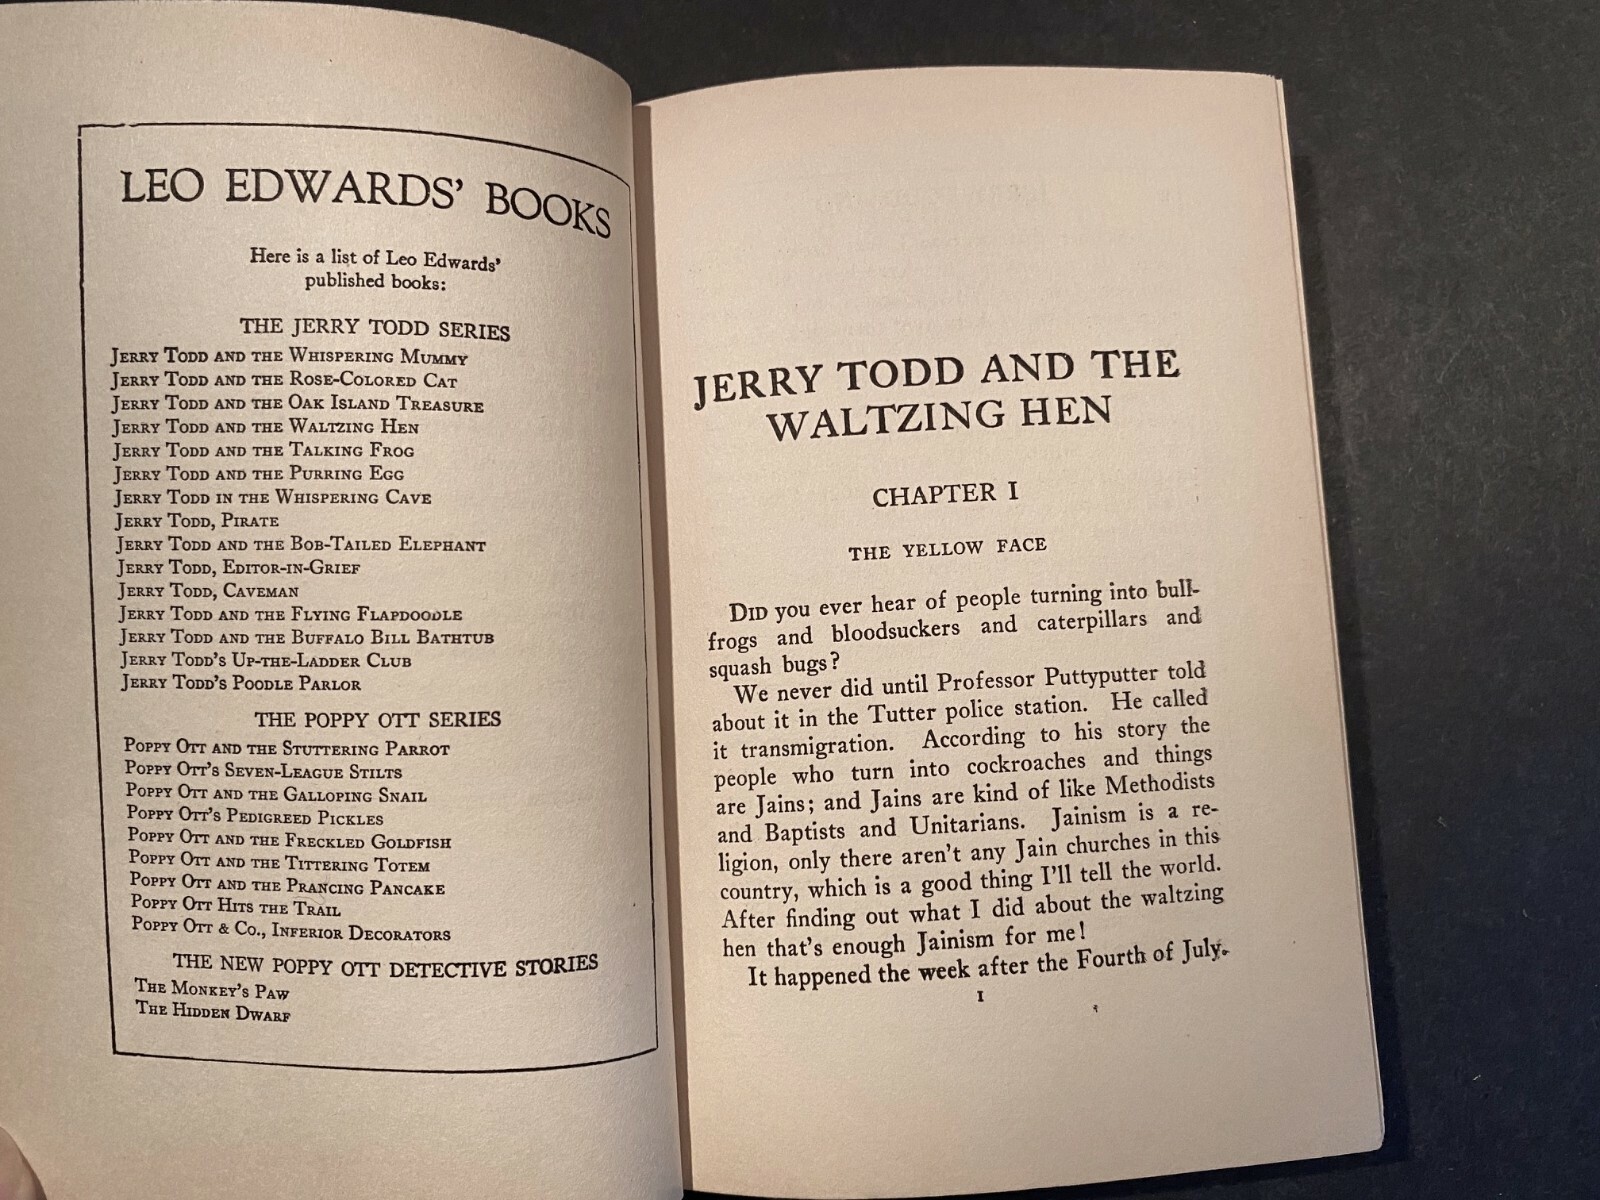 LEO EDWARDS' BOOKS
Here is a list of Leo Edwards'
published books:
THE JERRY TODD SERIES
JERRY TODD AND THE WHISPERING MUMMY
JERRY TODD AND THE ROSE-COLORED CAT
JERRY TODD AND THE OAK ISLAND TREASURE
JERRY TODD AND THE WALTZING HEN
JERRY TODD AND THE TALKING FROG
JERRY TODD AND THE PURRING EGG
JERRY TODD IN THE WHISPERING CAVE
JERRY TODD, PIRATE
JERRY TODD AND THE BOB-TAILED ELEPHANT
JERRY TODD, EDITOR-IN-GRIEF
JERRY TODD, CAVEMAN
JERRY TODD AND THE FLYING FLAPDOODLE
JERRY TODD AND THE BUFFALO BILL BATHTUB
JERRY TODD'S UP-THE-LADDER CLUB
JERRY TODD'S POODLE PARLOR
THE POPPY OTT SERIES
POPPY OTT AND THE STUTTERING PARROT
POPPY OTT'S SEVEN-LEAGUE STILTS
POPPY OTT AND THE GALLOPING SNAIL
POPPY OTT'S PEDIGREED PICKLES
POPPY OTT AND THE FRECKLED GOLDFISH
POPPY OTT AND THE TITTERING TOTEM
POPPY OTT AND THE PRANCING PANCAKE
POPPY OTT HITS THE TRAIL
POPPY OTT & CO., INFERIOR DECORATORS
THE NEW POPPY OTT DETECTIVE STORIES
THE MONKEY'S PAW
THE HIDDEN DWARF
JERRY TODD AND THE
WALTZING HEN
CHAPTER I
THE YELLOW FACE
DID you ever hear of people turning into bull-
frogs and bloodsuckers and caterpillars and
squash bugs?
We never did until Professor Puttyputter told
about it in the Tutter police station. He called
it transmigration. According to his story the
people who turn into cockroaches and things
are Jains; and Jains are kind of like Methodists
and Baptists and Unitarians. Jainism is a re-
ligion, only there aren't any Jain churches in this
country, which is a good thing I'll tell the world.
After finding out what I did about the waltzing
hen that's enough Jainism for me!
It happened the week after the Fourth of July.
1